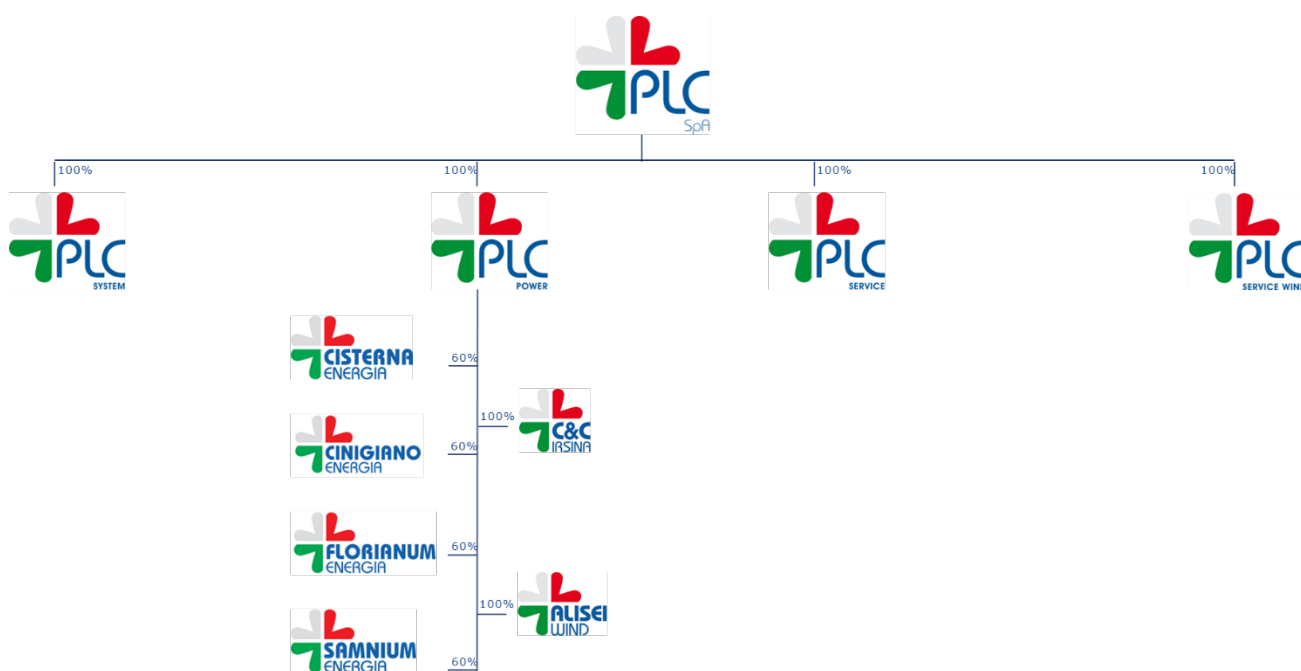 PLC
SpA
100%
100%
100%
100%
PLC
SYSTEM
PLC
POWER
PLC
SERVICE
PLC
SERVICE WIN
CISTERNA
ENERGIA
60%
100%
C&C
IRSINA
CINIGIANO
ENERGIA
60%
FLORIANUM
ENERGIA
60%
100%
ALISEI
WIND
SAMNIUM
ENERGIA
60%